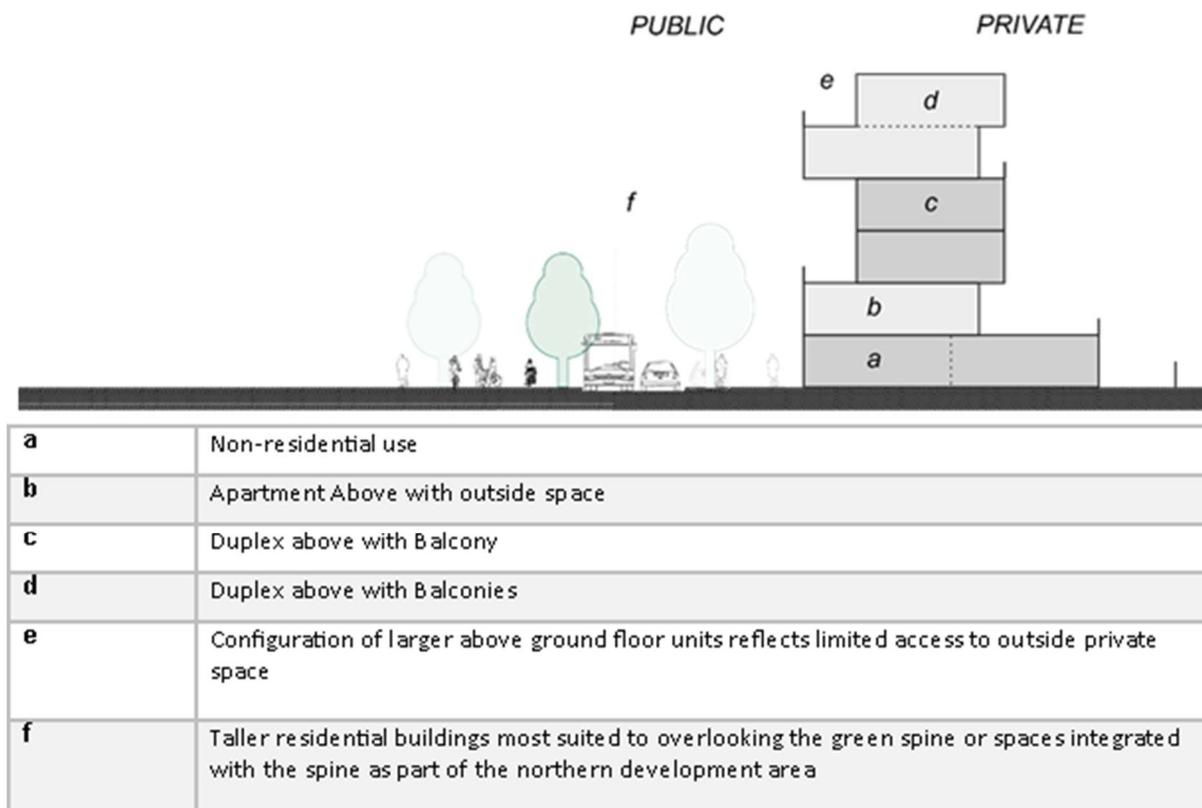 PUBLIC PRIVATE
e
d
f
c
b
a
a Non-residential use
b Apartment Above with outside space
c Duplex above with Balcony
d Duplex above with Balconies
e Configuration of larger above ground floor units reflects limited access to outside private
space
f Taller residential buildings most suited to overlooking the green spine or spaces integrated
with the spine as part of the northern development area